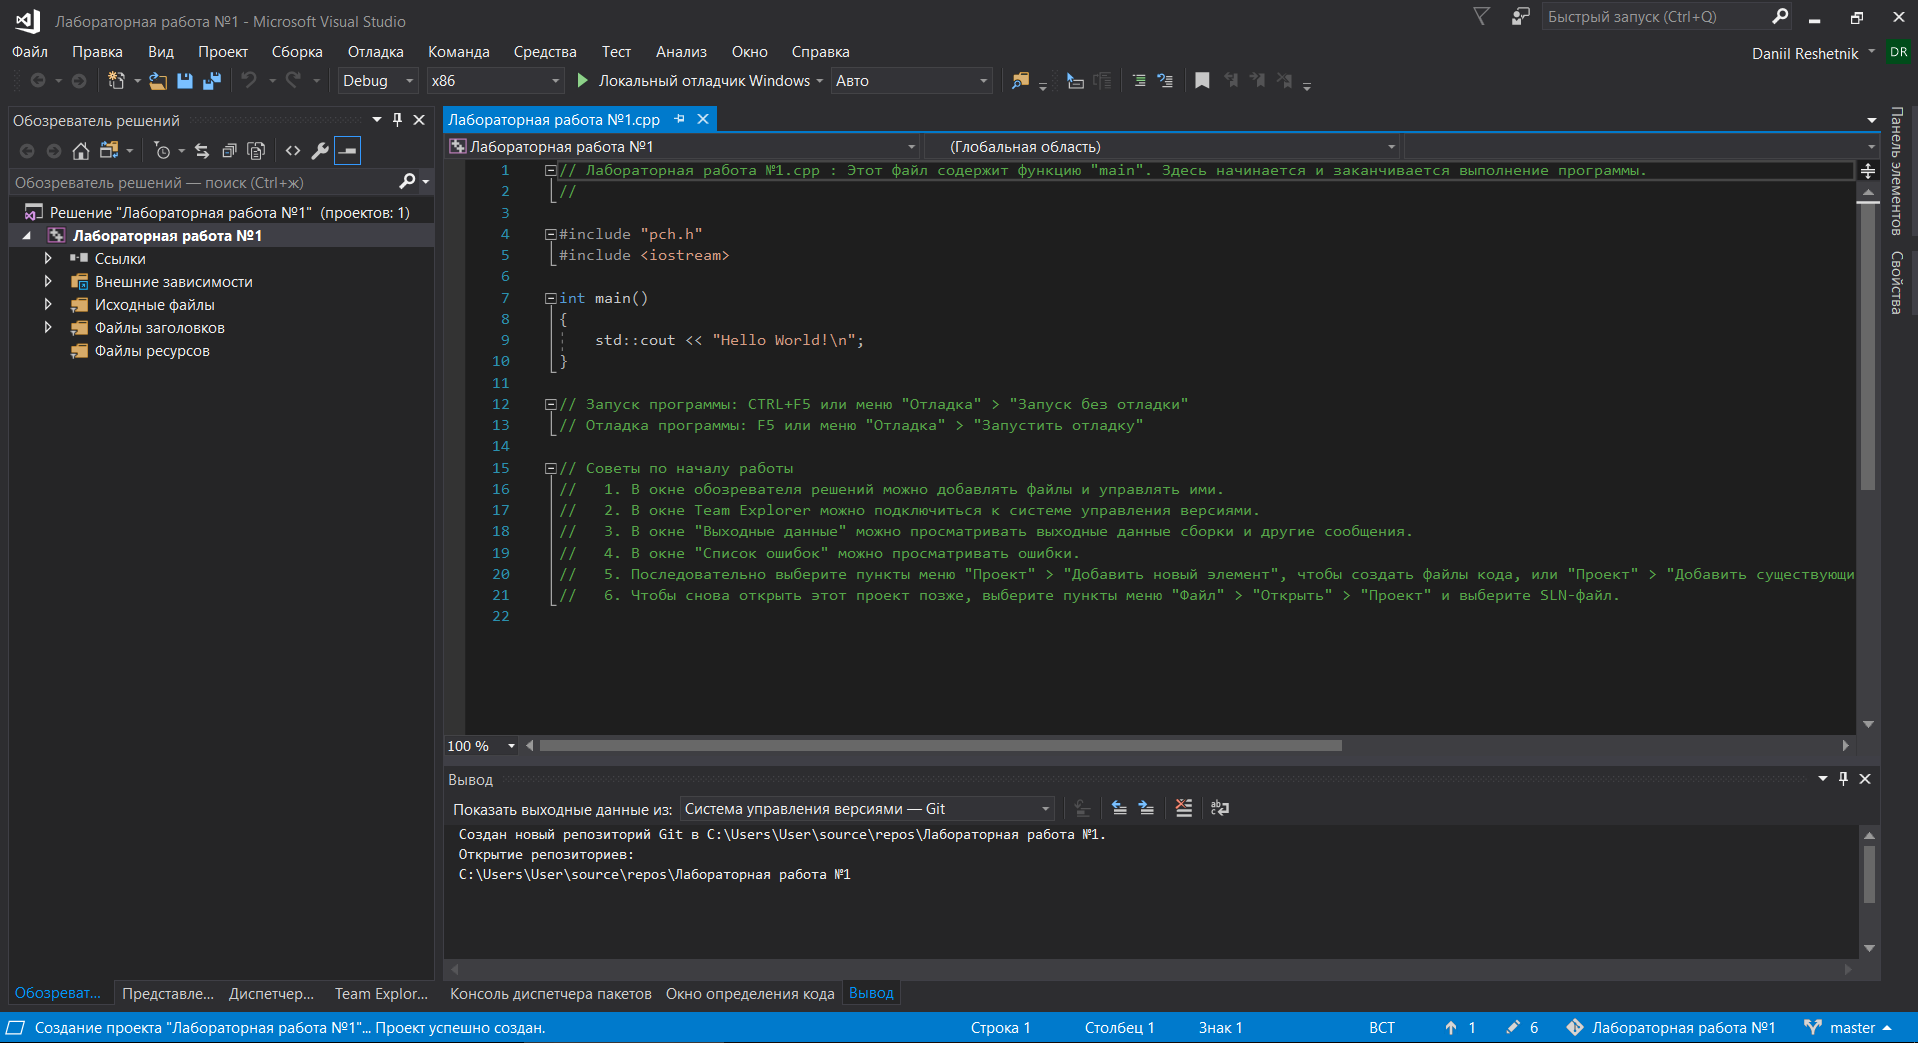 Лабораторная работа №1 - Microsoft Visual Studio
Быстрый запуск (Ctrl+Q)
Файл Правка Вид Проект Сборка Отладка Команда Средства Тест Анализ Окно Справка
Daniil Reshetnik DR
Debug x86 Локальный отладчик Windows Авто
Обозреватель решений
Обозреватель решений — поиск (Ctrl+ж)
Решение "Лабораторная работа №1" (проектов: 1)
Лабораторная работа №1
Ссылки
Внешние зависимости
Исходные файлы
Файлы заголовков
Файлы ресурсов
Обозреват... Представле... Диспетчер... Team Explor...
Лабораторная работа №1.cpp
Лабораторная работа №1 (Глобальная область)
1 // Лабораторная работа №1.cpp : Этот файл содержит функцию "main". Здесь начинается и заканчивается выполнение программы.
2 //
3
4 #include "pch.h"
5 #include <iostream>
6
7 int main()
8 {
9 std::cout << "Hello World!\n";
10 }
11
12 // Запуск программы: CTRL+F5 или меню "Отладка" > "Запуск без отладки"
13 // Отладка программы: F5 или меню "Отладка" > "Запустить отладку"
14
15 // Советы по началу работы
16 //   1. В окне обозревателя решений можно добавлять файлы и управлять ими.
17 //   2. В окне Team Explorer можно подключиться к системе управления версиями.
18 //   3. В окне "Выходные данные" можно просматривать выходные данные сборки и другие сообщения.
19 //   4. В окне "Список ошибок" можно просматривать ошибки.
20 //   5. Последовательно выберите пункты меню "Проект" > "Добавить новый элемент", чтобы создать файлы кода, или "Проект" > "Добавить существующи
21 //   6. Чтобы снова открыть этот проект позже, выберите пункты меню "Файл" > "Открыть" > "Проект" и выберите SLN-файл.
22
100 %
Панель элементов
Свойства
Вывод
Показать выходные данные из: Система управления версиями — Git
Создан новый репозиторий Git в C:\Users\User\source\repos\Лабораторная работа №1.
Открытие репозиториев:
C:\Users\User\source\repos\Лабораторная работа №1
Консоль диспетчера пакетов Окно определения кода Вывод
Создание проекта "Лабораторная работа №1"... Проект успешно создан. Строка 1 Столбец 1 Знак 1 ВСТ 1 6 Лабораторная работа №1 master